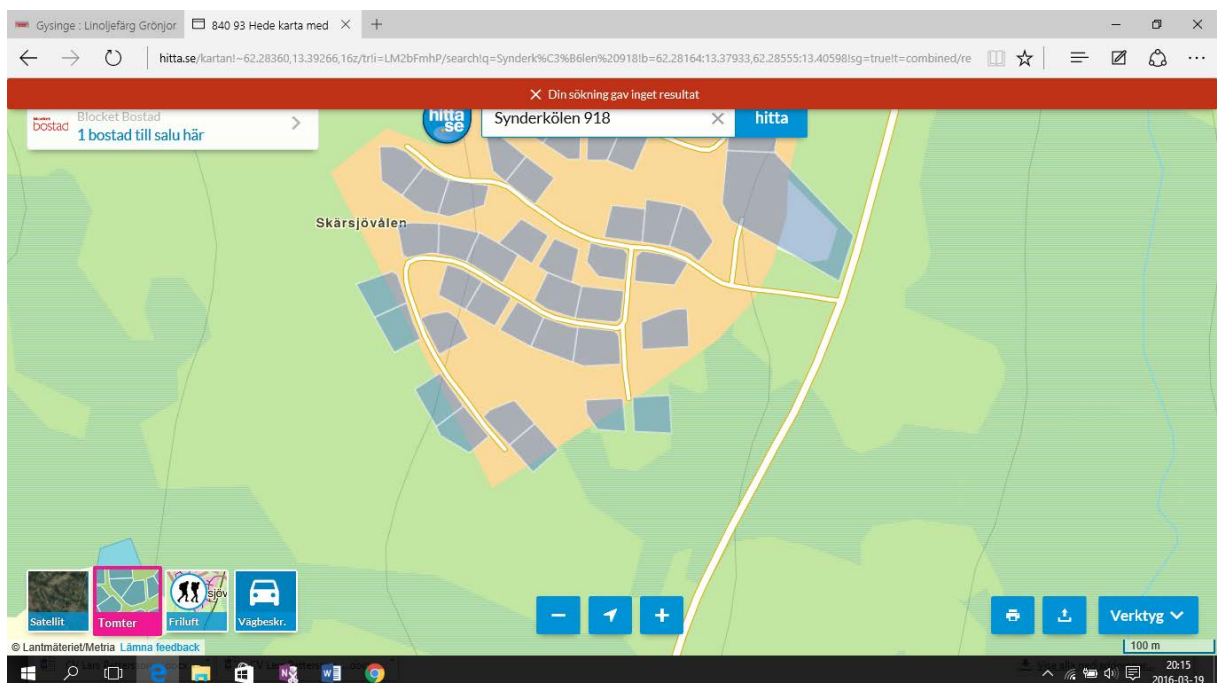 Gysinge : Linoljefärg Grönjor
840 93 Hede karta med
hitta.se/kartan!~62.28360,13.39266,16z/tr!i=LM2bFmhP/search!q=Synderk%C3%B6len%20918!b=62.28164:13.37933,62.28555:13.40598!sg=true!t=combined/re
Din sökning gav inget resultat
Blocket bostad
Blocket Bostad
1 bostad till salu här
hitta se
Synderkölen 918
hitta
Skärsjövålen
Satellit
Tomter
Friluft
Vägbeskr.
Verktyg
© Lantmäteriet/Metria Lämna feedback
100 m
20:15
2016-03-19